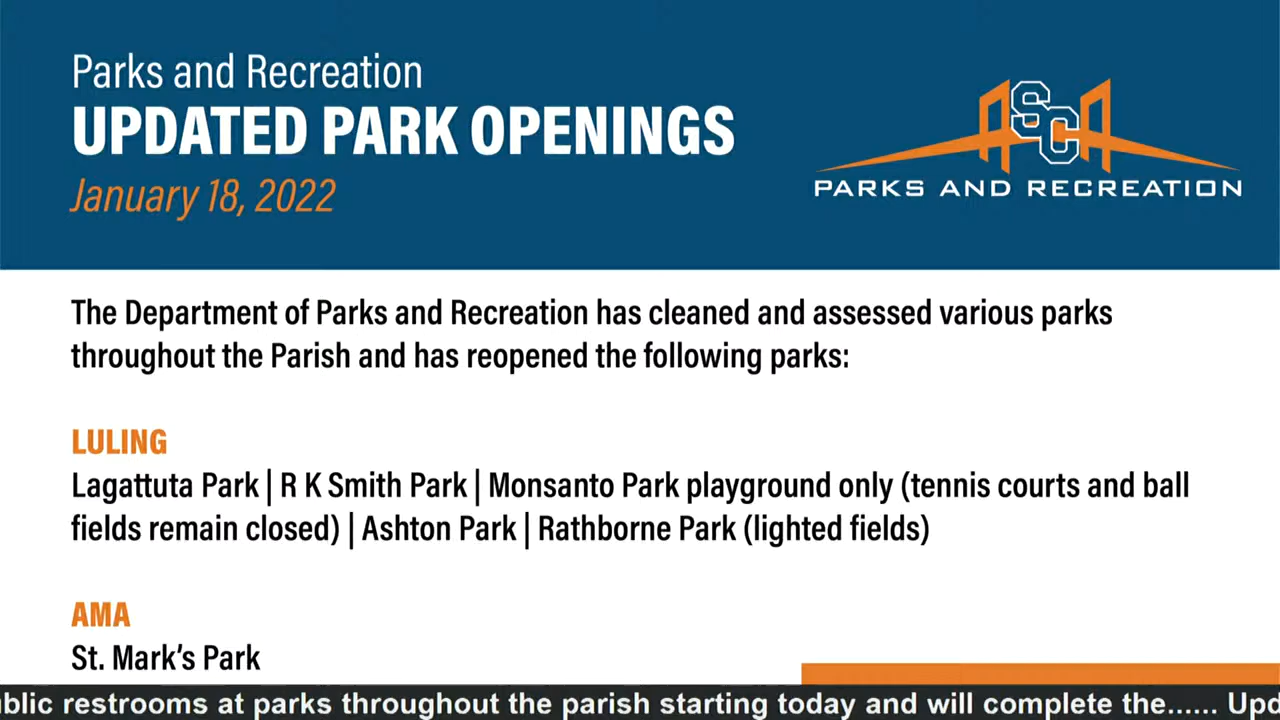 Parks and Recreation
UPDATED PARK OPENINGS
January 18, 2022
ASCA
PARKS AND RECREATION
The Department of Parks and Recreation has cleaned and assessed various parks
throughout the Parish and has reopened the following parks:
LULING
Lagattuta Park | R K Smith Park | Monsanto Park playground only (tennis courts and ball
fields remain closed) | Ashton Park | Rathborne Park (lighted fields)
AMA
St. Mark's Park
restrooms at parks throughout the parish starting today and will complete the......